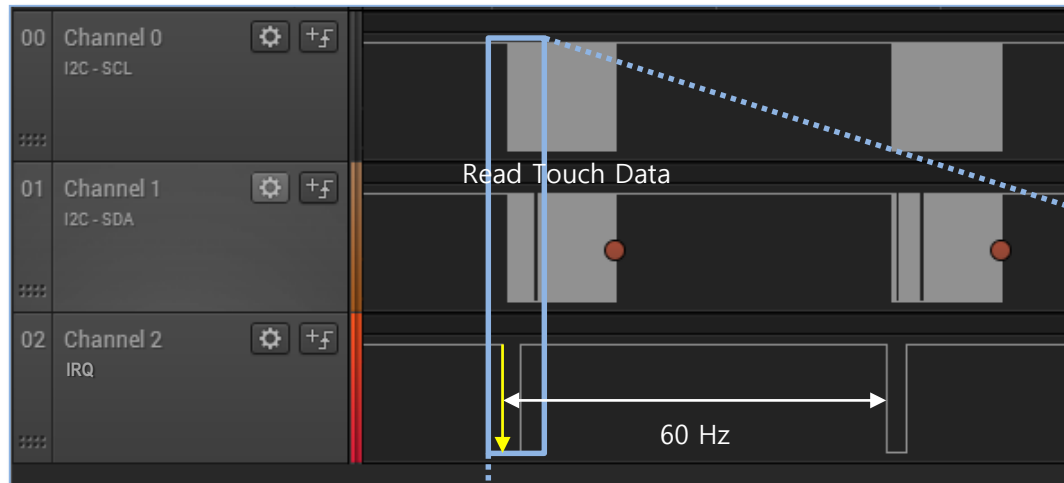 00 Channel 0
I2C - SCL
Read Touch Data
01 Channel 1
I2C - SDA
02 Channel 2
IRQ
60 Hz